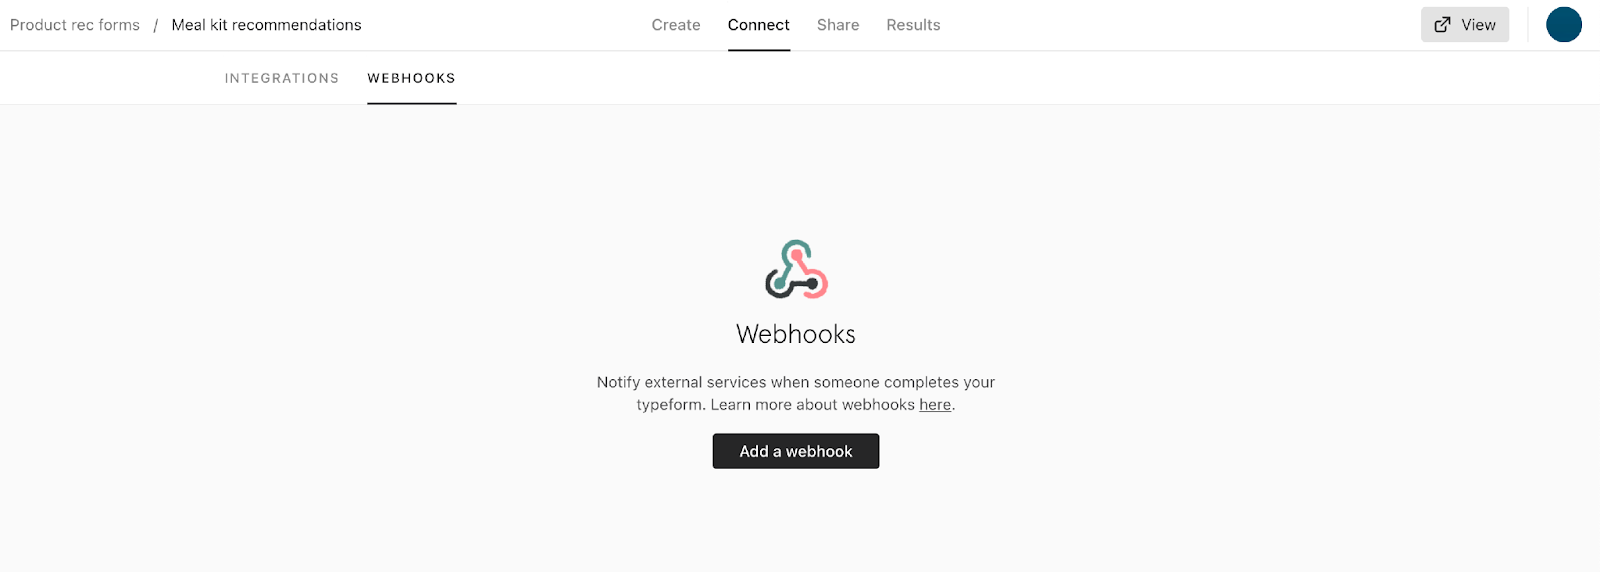 Product rec forms / Meal kit recommendations
Create Connect Share Results
View
INTEGRATIONS WEBHOOKS
Webhooks
Notify external services when someone completes your
typeform. Learn more about webhooks here.
Add a webhook